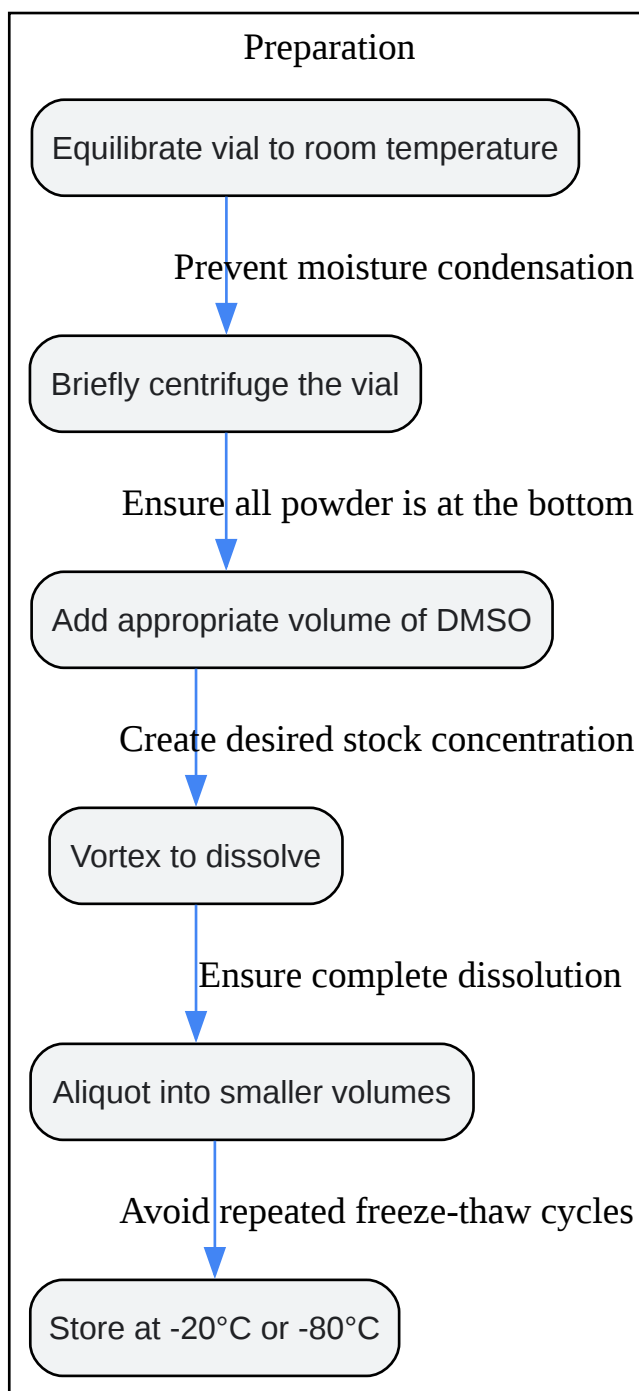 Preparation
Equilibrate vial to room temperature
Prevent moisture condensation
Briefly centrifuge the vial
Ensure all powder is at the bottom
Add appropriate volume of DMSO
Create desired stock concentration
Vortex to dissolve
Ensure complete dissolution
Aliquot into smaller volumes
Avoid repeated freeze-thaw cycles
Store at -20°C or -80°C